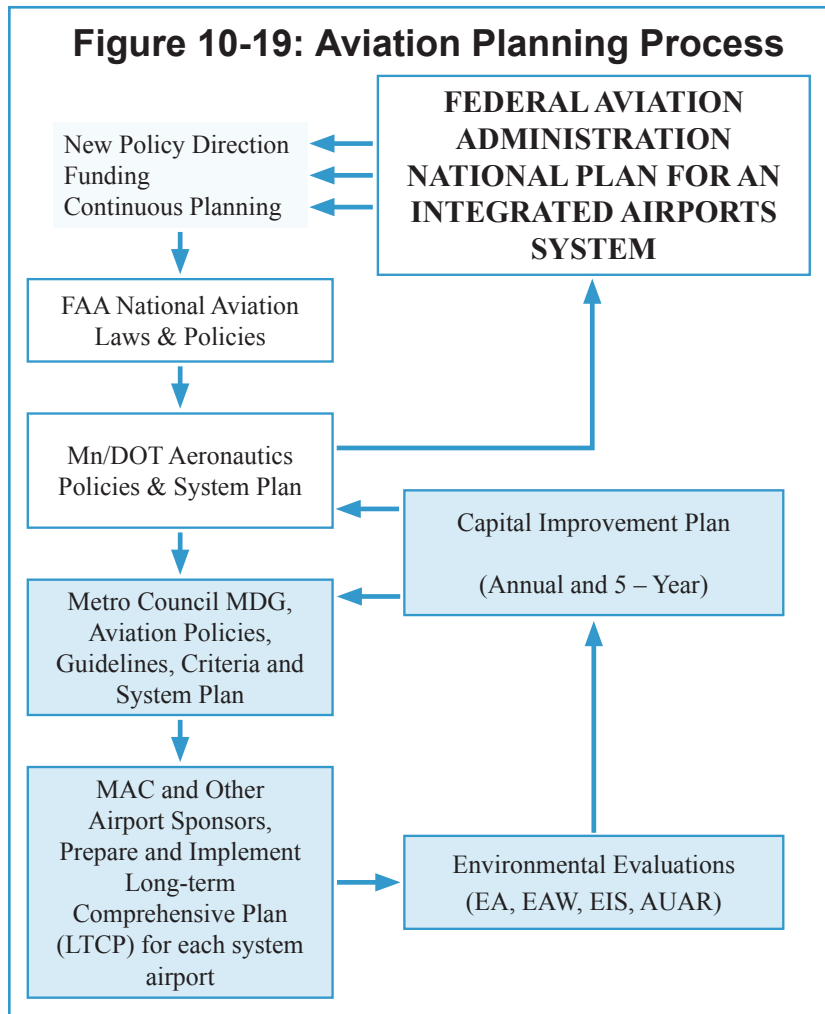 Figure 10-19: Aviation Planning Process
FEDERAL AVIATION
ADMINISTRATION
NATIONAL PLAN FOR AN
INTEGRATED AIRPORTS
SYSTEM
New Policy Direction
Funding
Continuous Planning
FAA National Aviation
Laws & Policies
Mn/DOT Aeronautics
Policies & System Plan
Capital Improvement Plan
(Annual and 5 – Year)
Metro Council MDG,
Aviation Policies,
Guidelines, Criteria and
System Plan
MAC and Other
Airport Sponsors,
Prepare and Implement
Long-term
Comprehensive Plan
(LTCP) for each system
airport
Environmental Evaluations
(EA, EAW, EIS, AUAR)